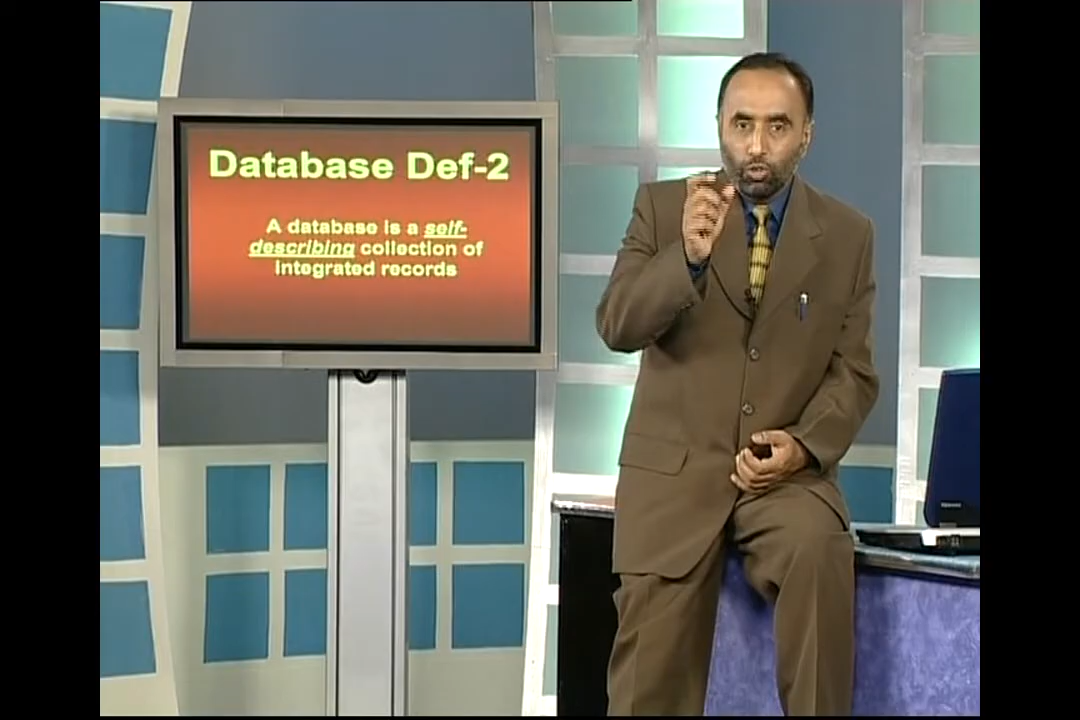 Database Def-2
A database is a self-
describing collection of
integrated records